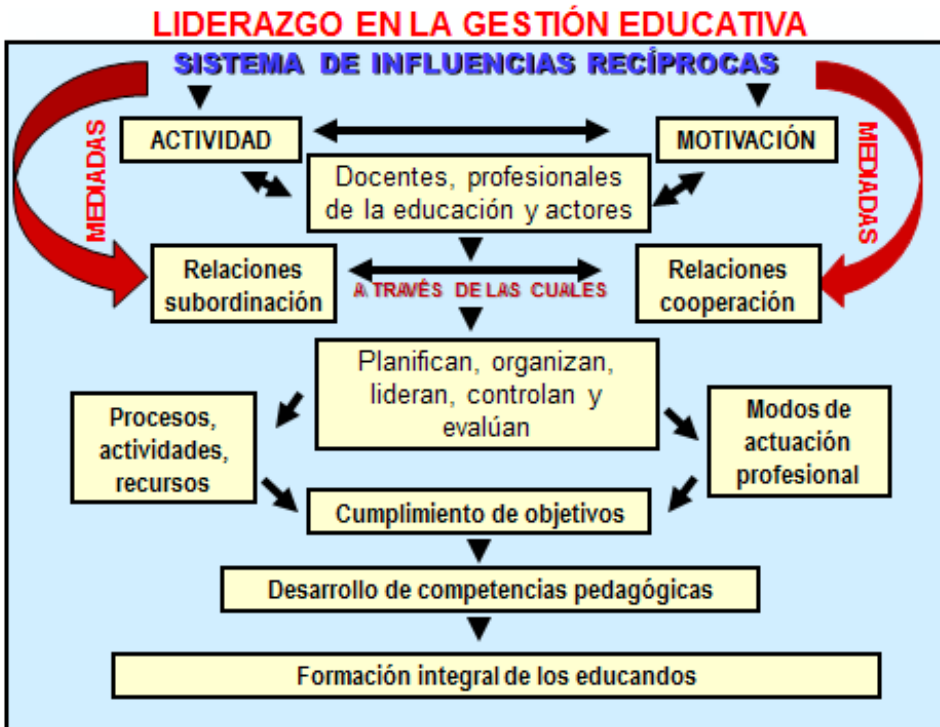 LIDERAZGO EN LA GESTIÓN EDUCATIVA
SISTEMA DE INFLUENCIAS RECÍPROCAS
MEDIADAS
ACTIVIDAD
MOTIVACIÓN
MEDIADAS
Docentes, profesionales
de la educación y actores
Relaciones
subordinación
A TRAVÉS DE LAS CUALES
Relaciones
cooperación
Planifican, organizan,
lideran, controlan y
evalúan
Procesos,
actividades,
recursos
Modos de
actuación
profesional
Cumplimiento de objetivos
Desarrollo de competencias pedagógicas
Formación integral de los educandos